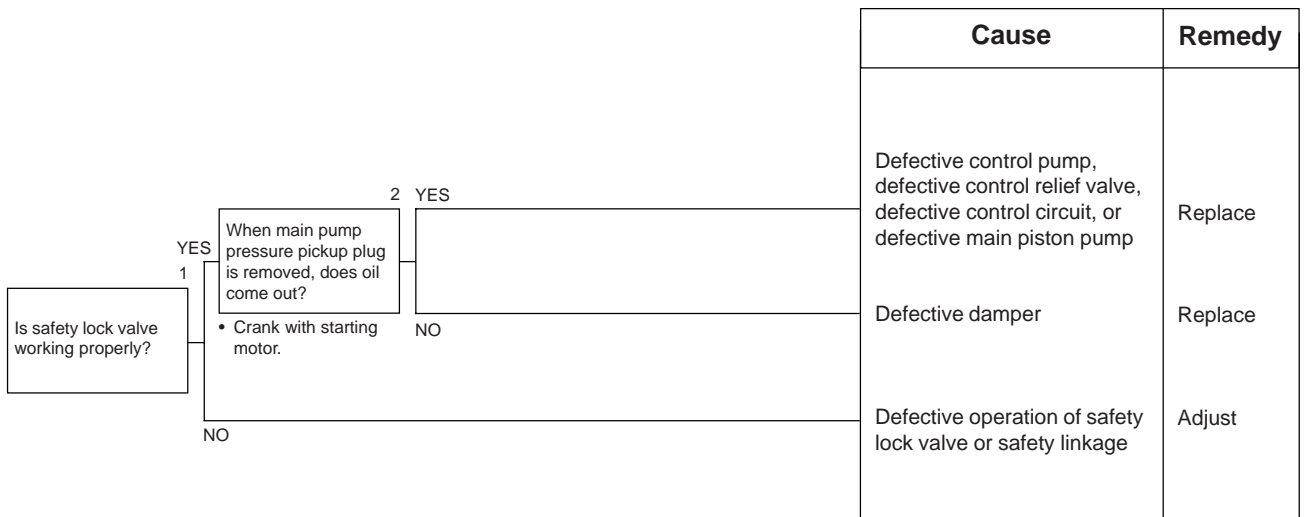 Cause
Remedy
Defective control pump,
defective control relief valve,
defective control circuit, or
defective main piston pump
Replace
2 YES
When main pump
pressure pickup plug
is removed, does oil
come out?
YES
1
Is safety lock valve
working properly?
• Crank with starting
motor.
NO
Defective damper
Replace
NO
Defective operation of safety
lock valve or safety linkage
Adjust